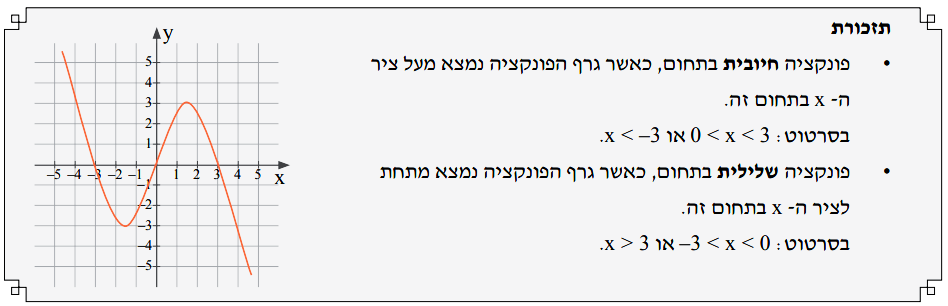 תזכורת
• פונקציה חיובית בתחום, כאשר גרף הפונקציה נמצא מעל ציר
ה- x בתחום זה.
בסרטוט: 0 < x < 3 או x < –3.
• פונקציה שלילית בתחום, כאשר גרף הפונקציה נמצא מתחת
לציר ה- x בתחום זה.
בסרטוט: –3 < x < 0 או x > 3.
y
5
4
3
2
1
–5 –4 –3 –2 –1 1 2 3 4 5
x
–1
–2
–3
–4
–5